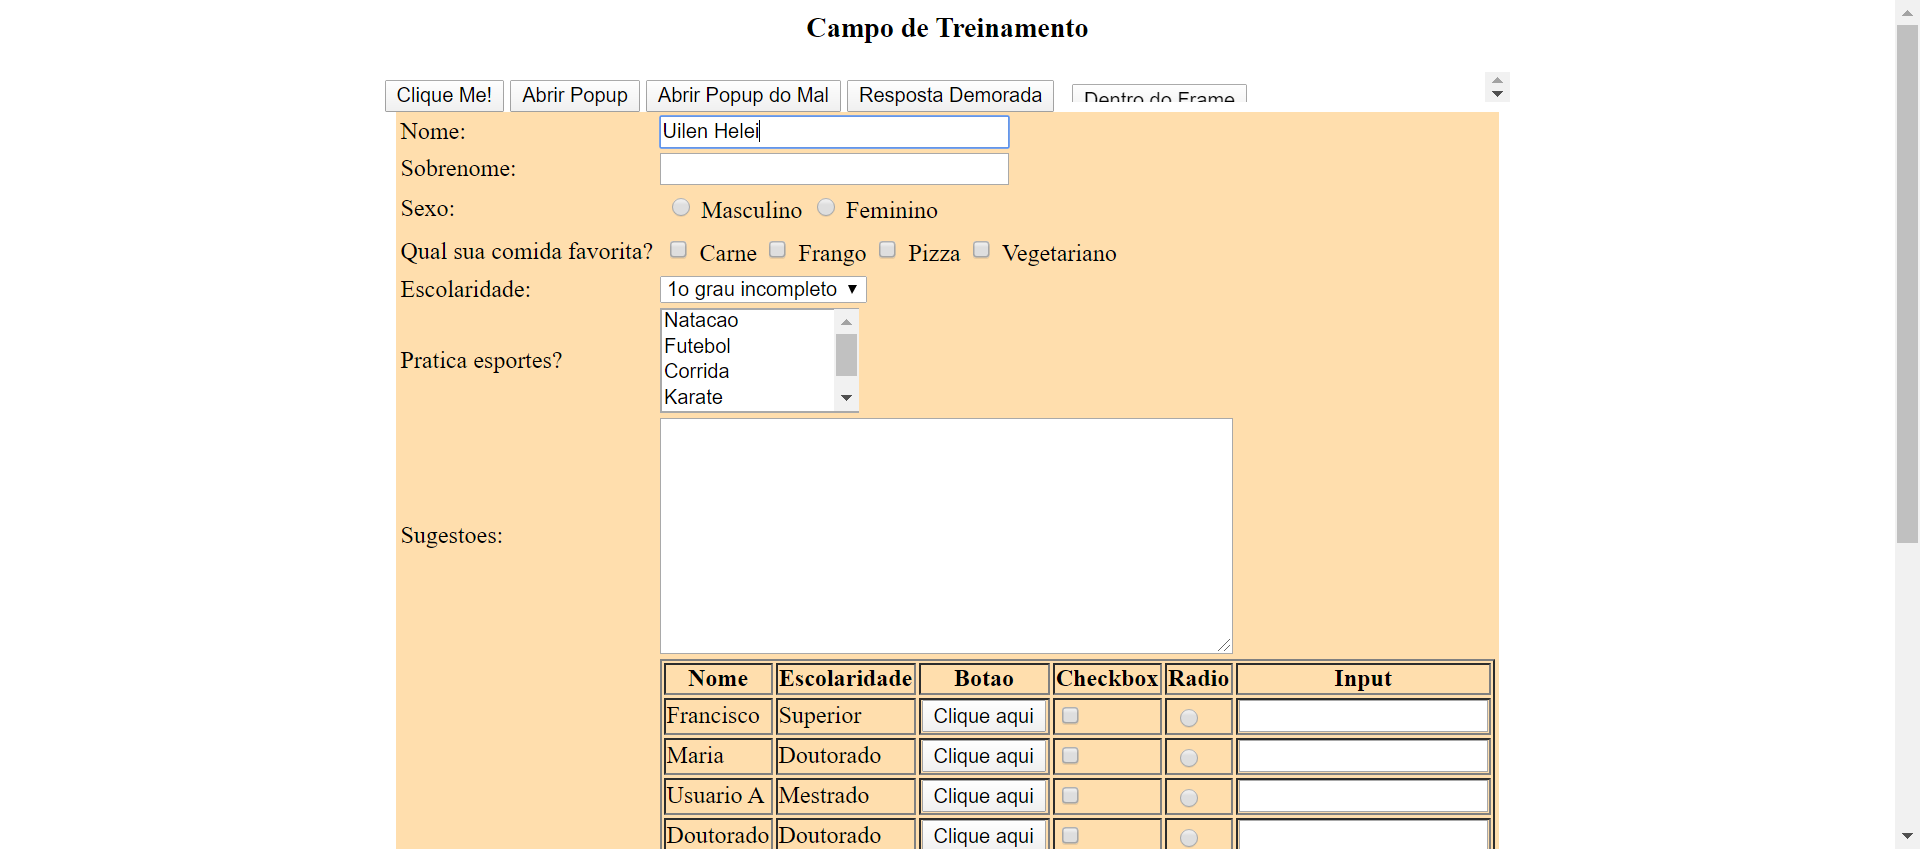 Campo de Treinamento
Clique Me! Abrir Popup Abrir Popup do Mal Resposta Demorada Dentro do Frame
Nome: Uilen Helei
Sobrenome:
Sexo: Masculino Feminino
Qual sua comida favorita? Carne Frango Pizza Vegetariano
Escolaridade: 1o grau incompleto
Pratica esportes?
Natacao
Futebol
Corrida
Karate
Sugestoes:
Nome Escolaridade Botao Checkbox Radio Input
Francisco Superior Clique aqui
Maria Doutorado Clique aqui
Usuario A Mestrado Clique aqui
Doutorado Doutorado Clique aqui